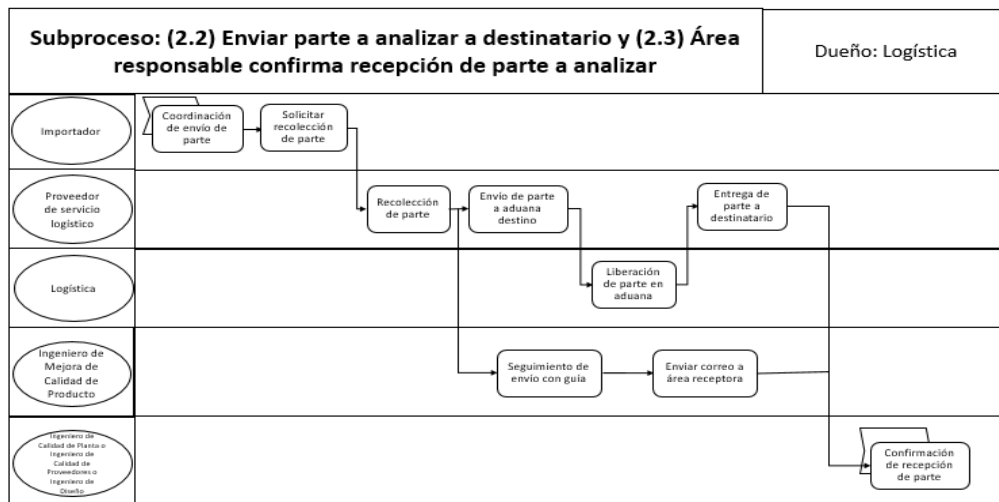 Subproceso: (2.2) Enviar parte a analizar a destinatario y (2.3) Área
responsable confirma recepción de parte a analizar
Dueño: Logística
Importador
Coordinación
de envío de
parte
Solicitar
recolección
de parte
Proveedor
de servicio
logístico
Recolección
de parte
Envio de parte
a aduana
destino
Entrega de
parte a
destinatario
Logística
Liberación
de parte en
aduana
Ingeniero de
Mejora de
Calidad de
Producto
Seguimiento de
envío con guía
Enviar correo a
área receptora
Ingeniero de
Calidad de Planta o
Ingeniero de
Calidad de
Proveedores o
Ingeniero de
Diseño
Confirmación
de recepción
de parte